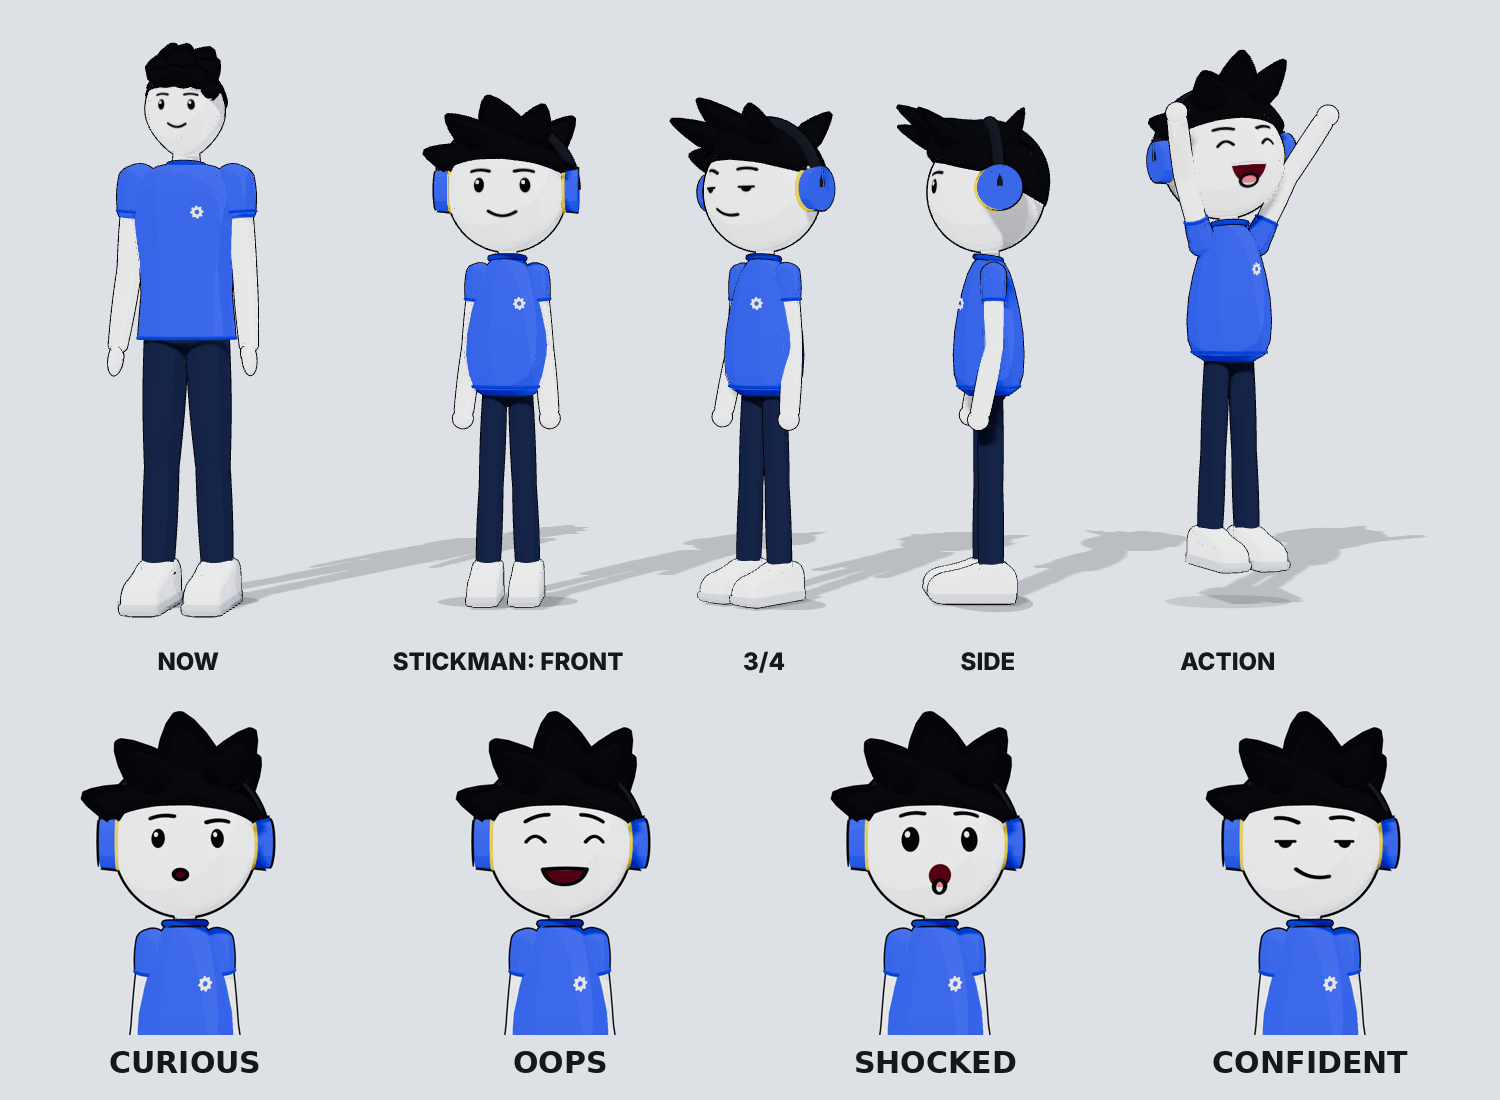 NOW
STICKMAN: FRONT
3/4
SIDE
ACTION
CURIOUS
OOPS
SHOCKED
CONFIDENT